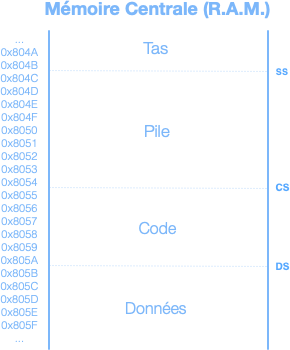 Mémoire Centrale (R.A.M.)
...
0x804A
0x804B
0x804C
0x804D
0x804E
0x804F
0x8050
0x8051
0x8052
0x8053
0x8054
0x8055
0x8056
0x8057
0x8058
0x8059
0x805A
0x805B
0x805C
0x805D
0x805E
0x805F
...
Tas
Pile
Code
Données
ss
CS
DS